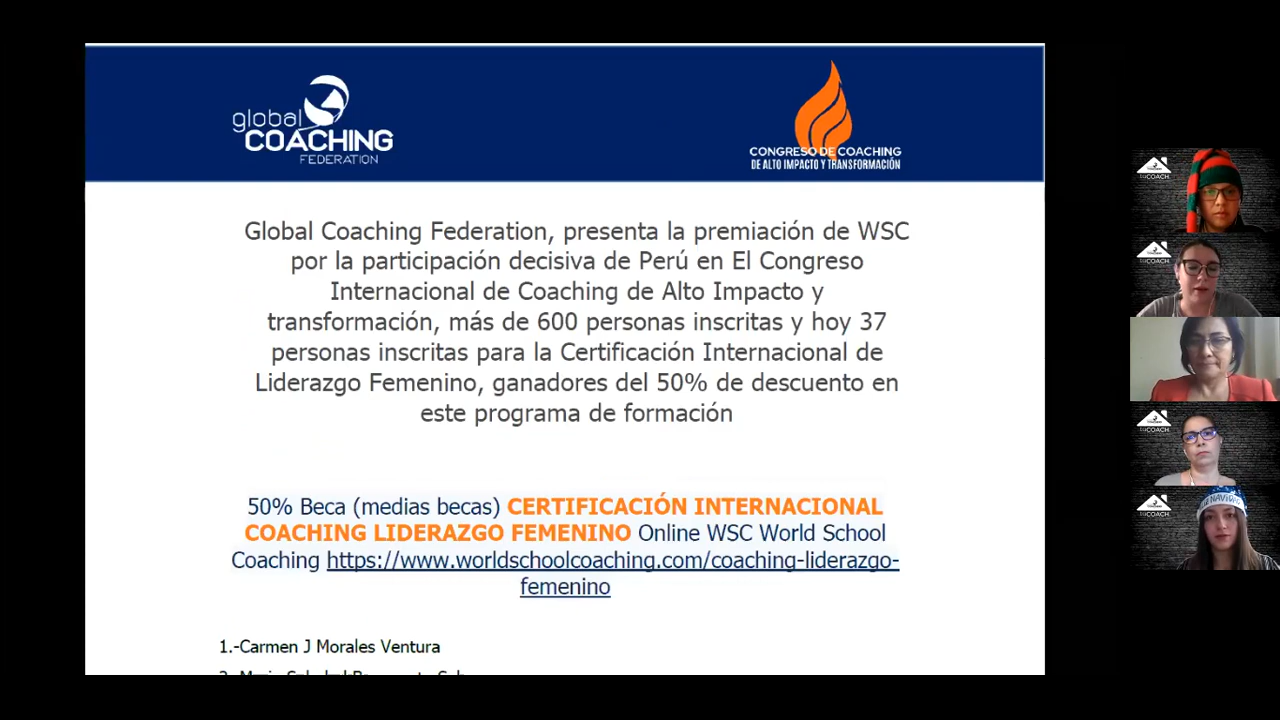 global
COACHING
FEDERATION
CONGRESO DE COACHING
DE ALTO IMPACTO Y TRANSFORMACIÓN
Global Coaching Federation, presenta la premiación de WSC
por la participación decisiva de Perú en El Congreso
Internacional de Coaching de Alto Impacto y
transformación, más de 600 personas inscritas y hoy 37
personas inscritas para la Certificación Internacional de
Liderazgo Femenino, ganadores del 50% de descuento en
este programa de formación
50% Beca (medias becas) CERTIFICACIÓN INTERNACIONAL
COACHING LIDERAZGO FEMENINO Online WSC World School
Coaching https://www.worldschoolcoaching.com/coaching-liderazgo-
femenino
1.-Carmen J Morales Ventura
COACH
COACH
COACH
COACH